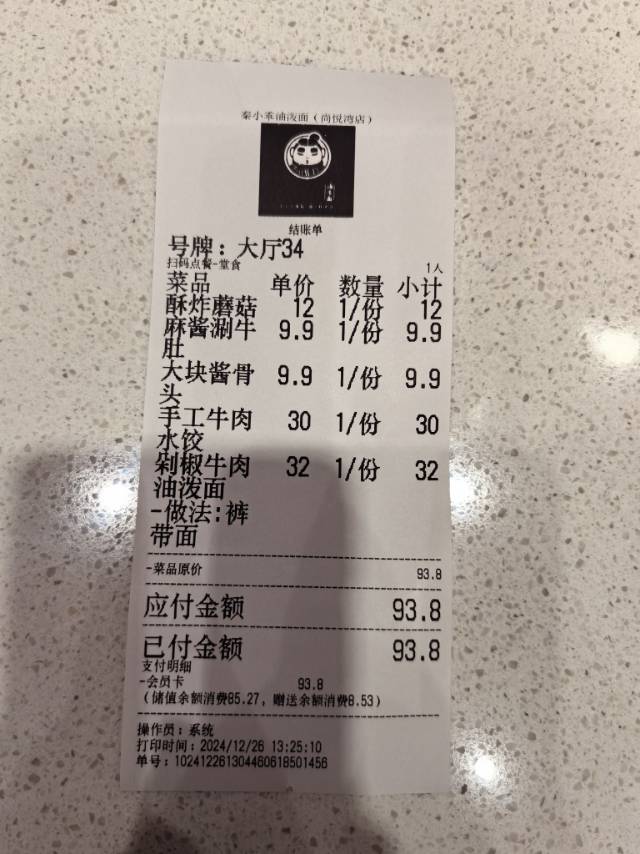 秦小乖油泼面（尚悦湾店）
结账单
号牌：大厅34
扫码点餐-堂食 1人
菜品 单价 数量 小计
酥炸蘑菇 12 1/份 12
麻酱涮牛 9.9 1/份 9.9
肚
大块酱骨 9.9 1/份 9.9
头
手工牛肉 30 1/份 30
水饺
剁椒牛肉 32 1/份 32
油泼面
-做法:裤
带面
-菜品原价 93.8
应付金额 93.8
已付金额 93.8
支付明细
-会员卡 93.8
（储值余额消费85.27，赠送余额消费8.53）
操作员：系统
打印时间：2024/12/26 13:25:10
单号：102412261304460618501456